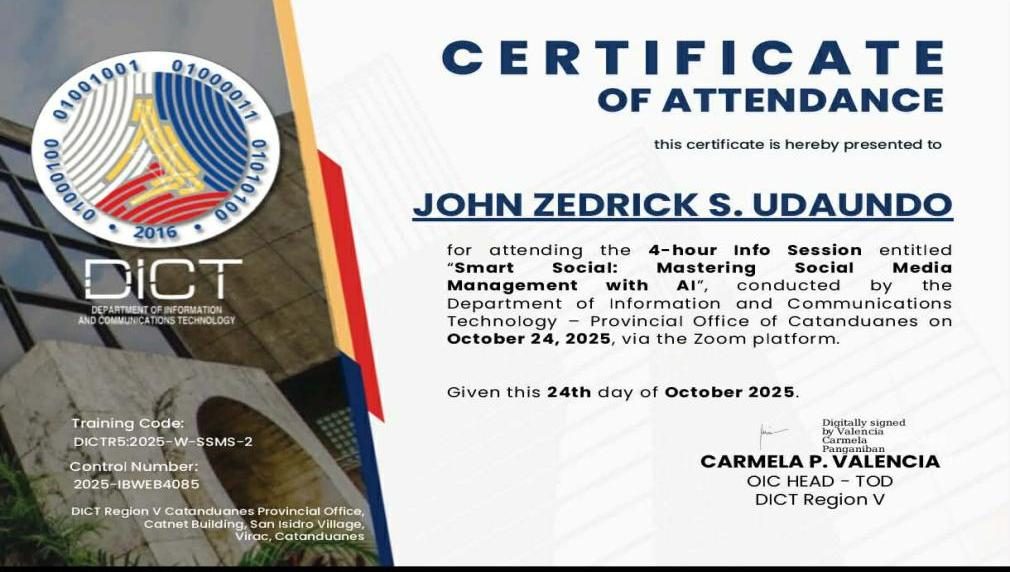 01001001 01000011 01010100 01000100
• 2016 •
DICT
DEPARTMENT OF INFORMATION
AND COMMUNICATIONS TECHNOLOGY
Training Code:
DICTR5:2025-W-SSMS-2
Control Number:
2025-IBWEB4085
DICT Region V Catanduanes Provincial Office,
Catnet Building, San Isidro Village,
Virac, Catanduanes
CERTIFICATE
OF ATTENDANCE
this certificate is hereby presented to
JOHN ZEDRICK S. UDAUNDO
for attending the 4-hour Info Session entitled
“Smart Social: Mastering Social Media
Management with AI”, conducted by the
Department of Information and Communications
Technology – Provincial Office of Catanduanes on
October 24, 2025, via the Zoom platform.
Given this 24th day of October 2025.
Digitally signed
by Valencia
Carmela
Panganiban
CARMELA P. VALENCIA
OIC HEAD - TOD
DICT Region V